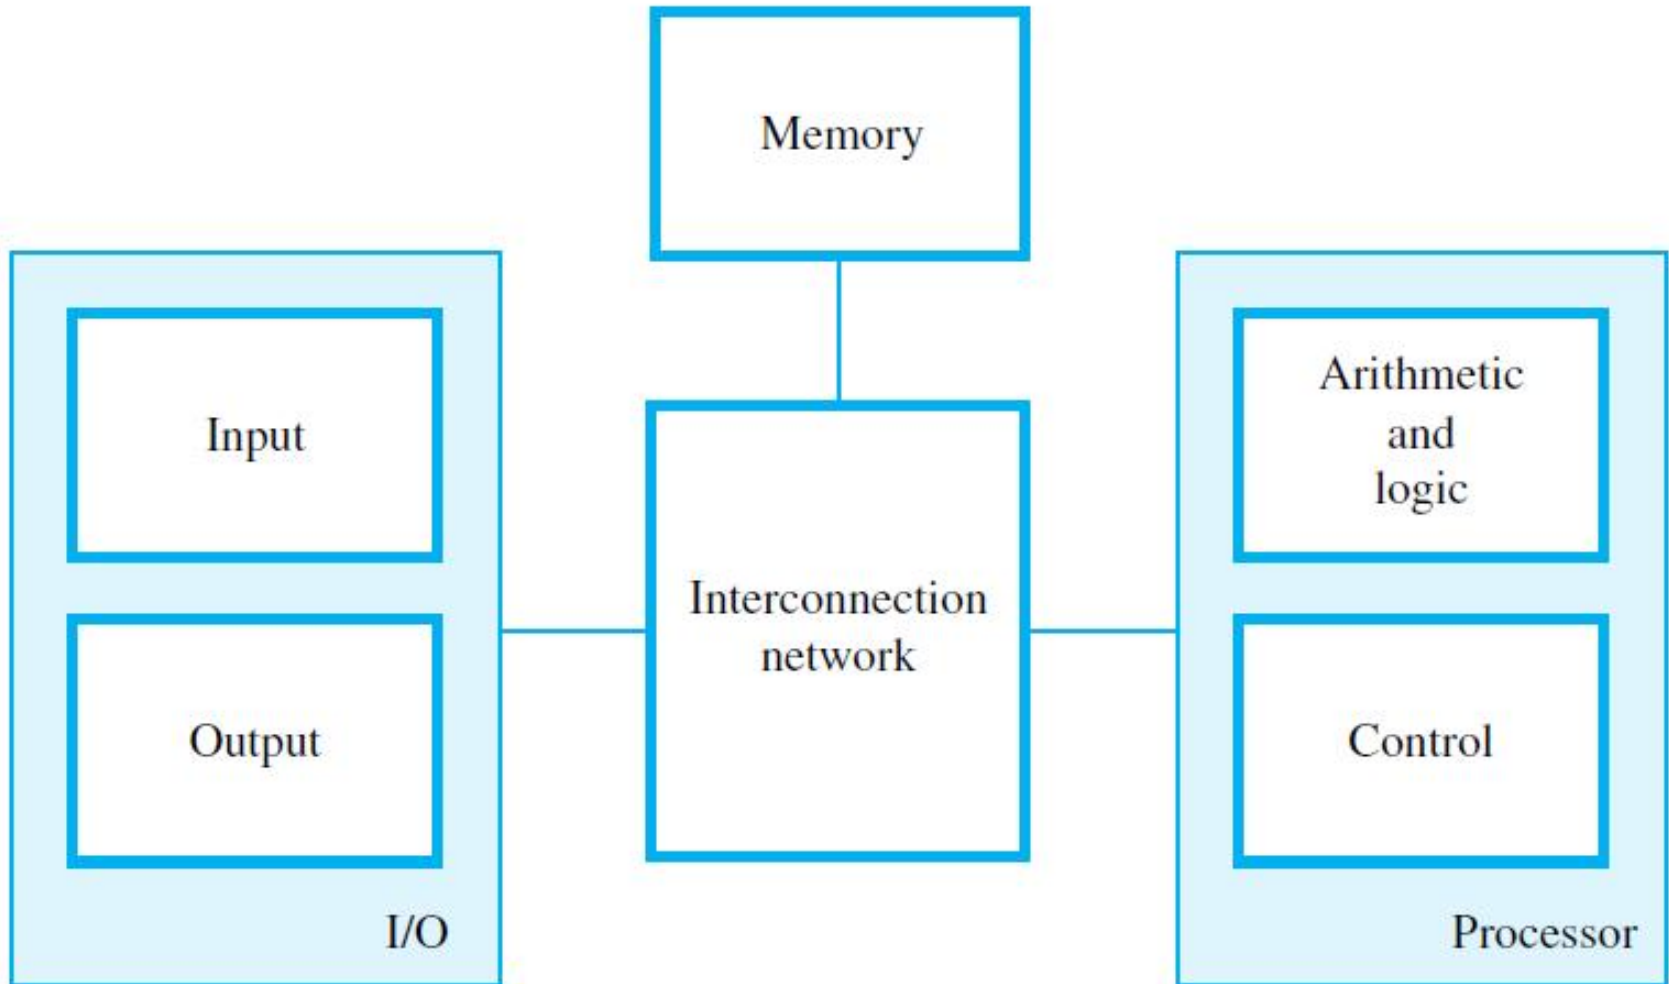 Memory
Input
Output
I/O
Interconnection
network
Arithmetic
and
logic
Control
Processor